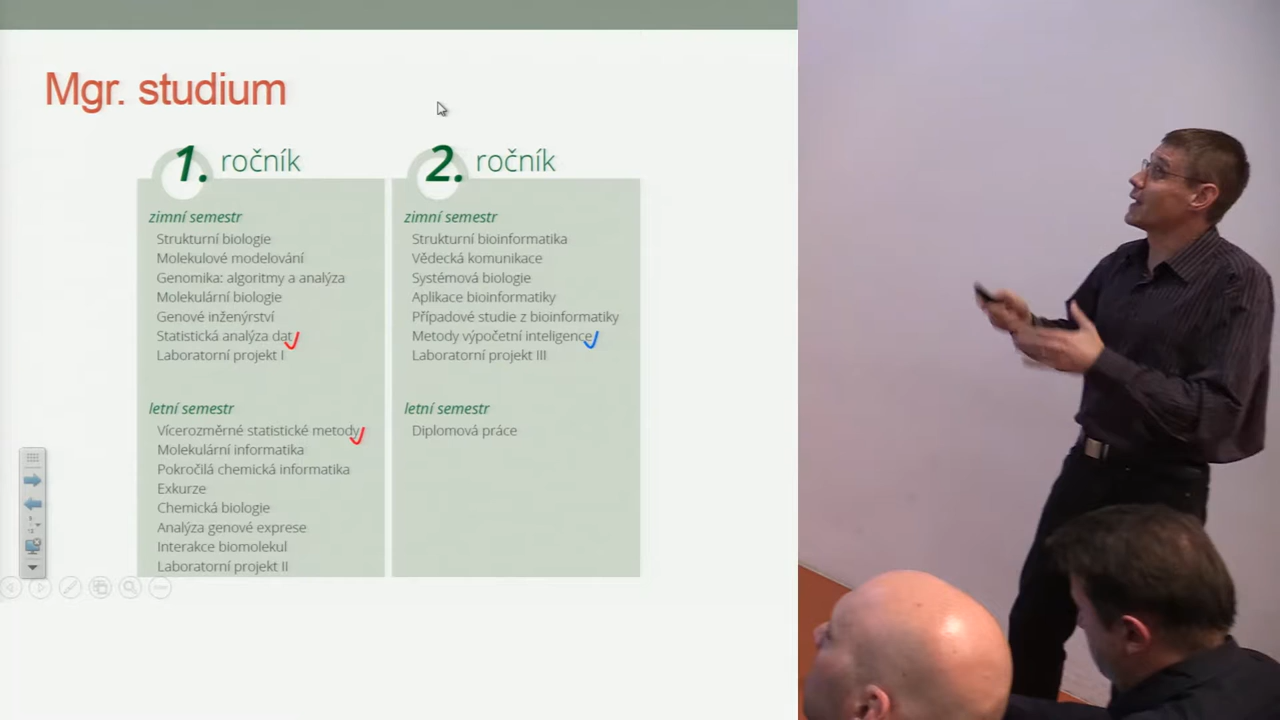 Mgr. studium
1. ročník
zimní semestr
Strukturní biologie
Molekulové modelování
Genomika: algoritmy a analýza
Molekulární biologie
Genové inženýrství
Statistická analýza dat
Laboratorní projekt I
letní semestr
Vícerozměrné statistické metody
Molekulární informatika
Pokročilá chemická informatika
Exkurze
Chemická biologie
Analýza genové exprese
Interakce biomolekul
Laboratorní projekt II
2. ročník
zimní semestr
Strukturní bioinformatika
Vědecká komunikace
Systémová biologie
Aplikace bioinformatiky
Případové studie z bioinformatiky
Metody výpočetní inteligence
Laboratorní projekt III
letní semestr
Diplomová práce